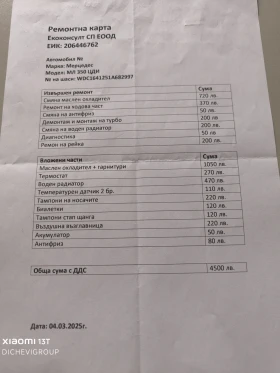 Ремонтна карта
Екоконсулт СП ЕООД
ЕИК: 206446762
Автомобил №
Марка: Мерцедес
Модел: МЛ 350 ЦДИ
№ на шаси: WDC1641251A682997
Извършен ремонт Сума
Смяна маслен охладител 720 лв.
Ремонт на ходова част 370 лв.
Смяна на антифриз 50 лв.
Демонтаж и монтаж на турбо 200 лв.
Смяна на воден радиатор 200 лв.
Диагностика 50 лв
Ремон на рейка 200 лв.
Вложени части Сума
Маслен охладител + гарнитури 1050 лв.
Термостат 270 лв.
Воден радиатор 470 лв.
Температурен датчик 2 бр. 110 лв.
Тампони на носачите 220 лв.
Биелетки 120 лв.
Тампони стаб щанга 120 лв.
Въздушна възглавница 220 лв.
Акумулатор 50 лв.
Антифриз 80 лв.
Обща сума с ДДС 4500 лв.
Дата: 04.03.2025г.
xiaomi 13T
DICHEVIGROUP